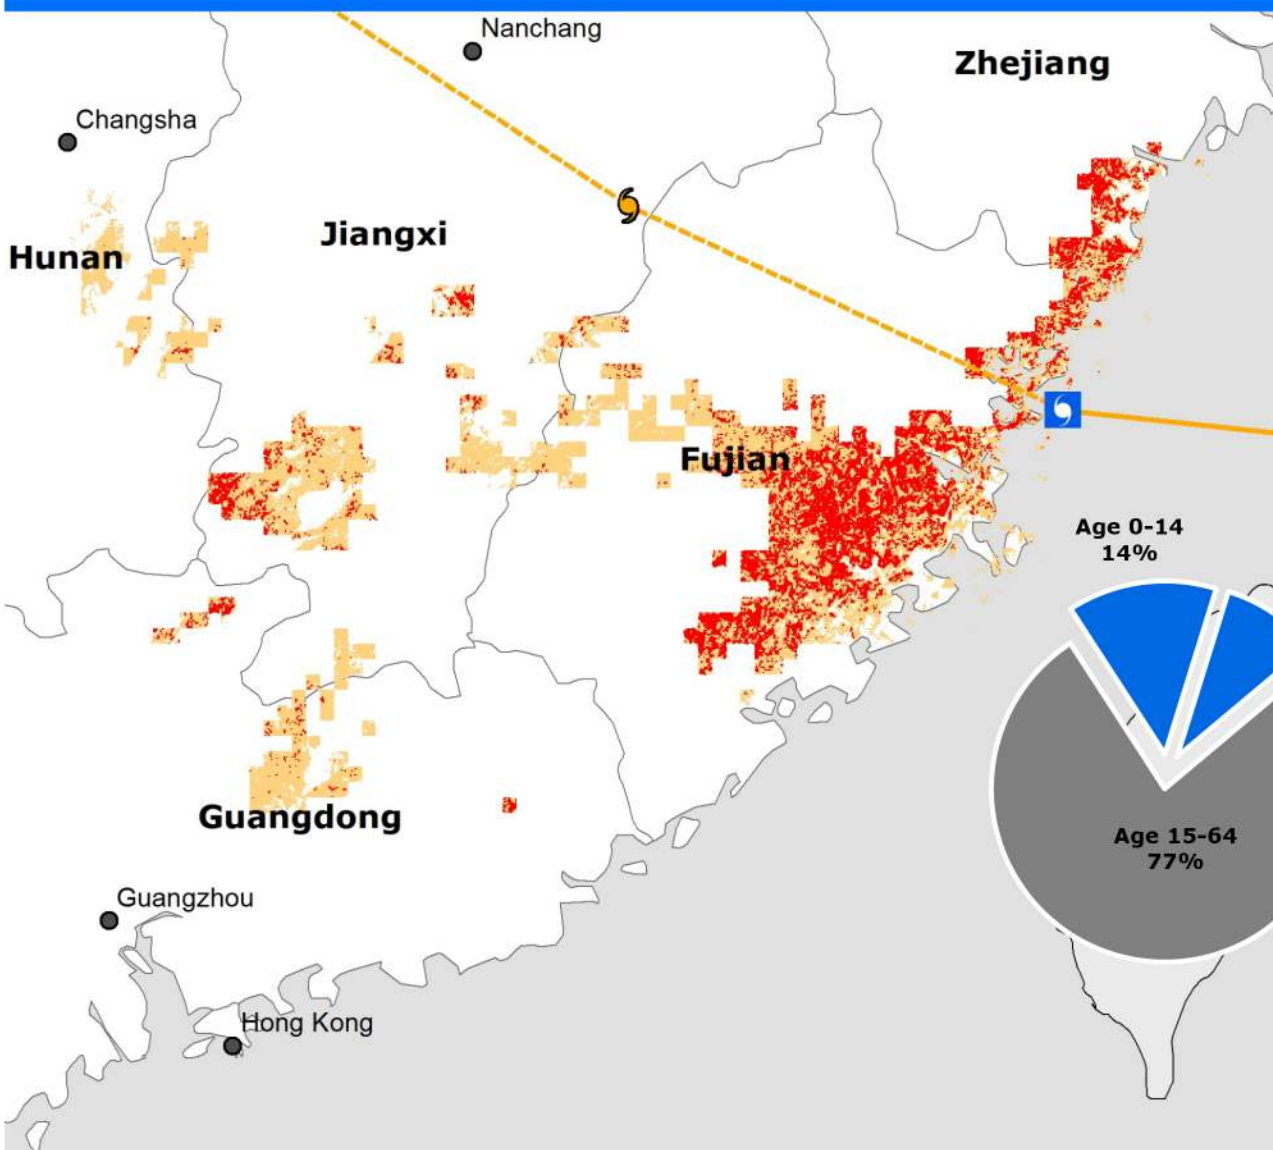 Nanchang
Zhejiang
Changsha
Jiangxi
Hunan
Fujian
Age 0-14
14%
Guangdong
Age 15-64
77%
Guangzhou
Hong Kong